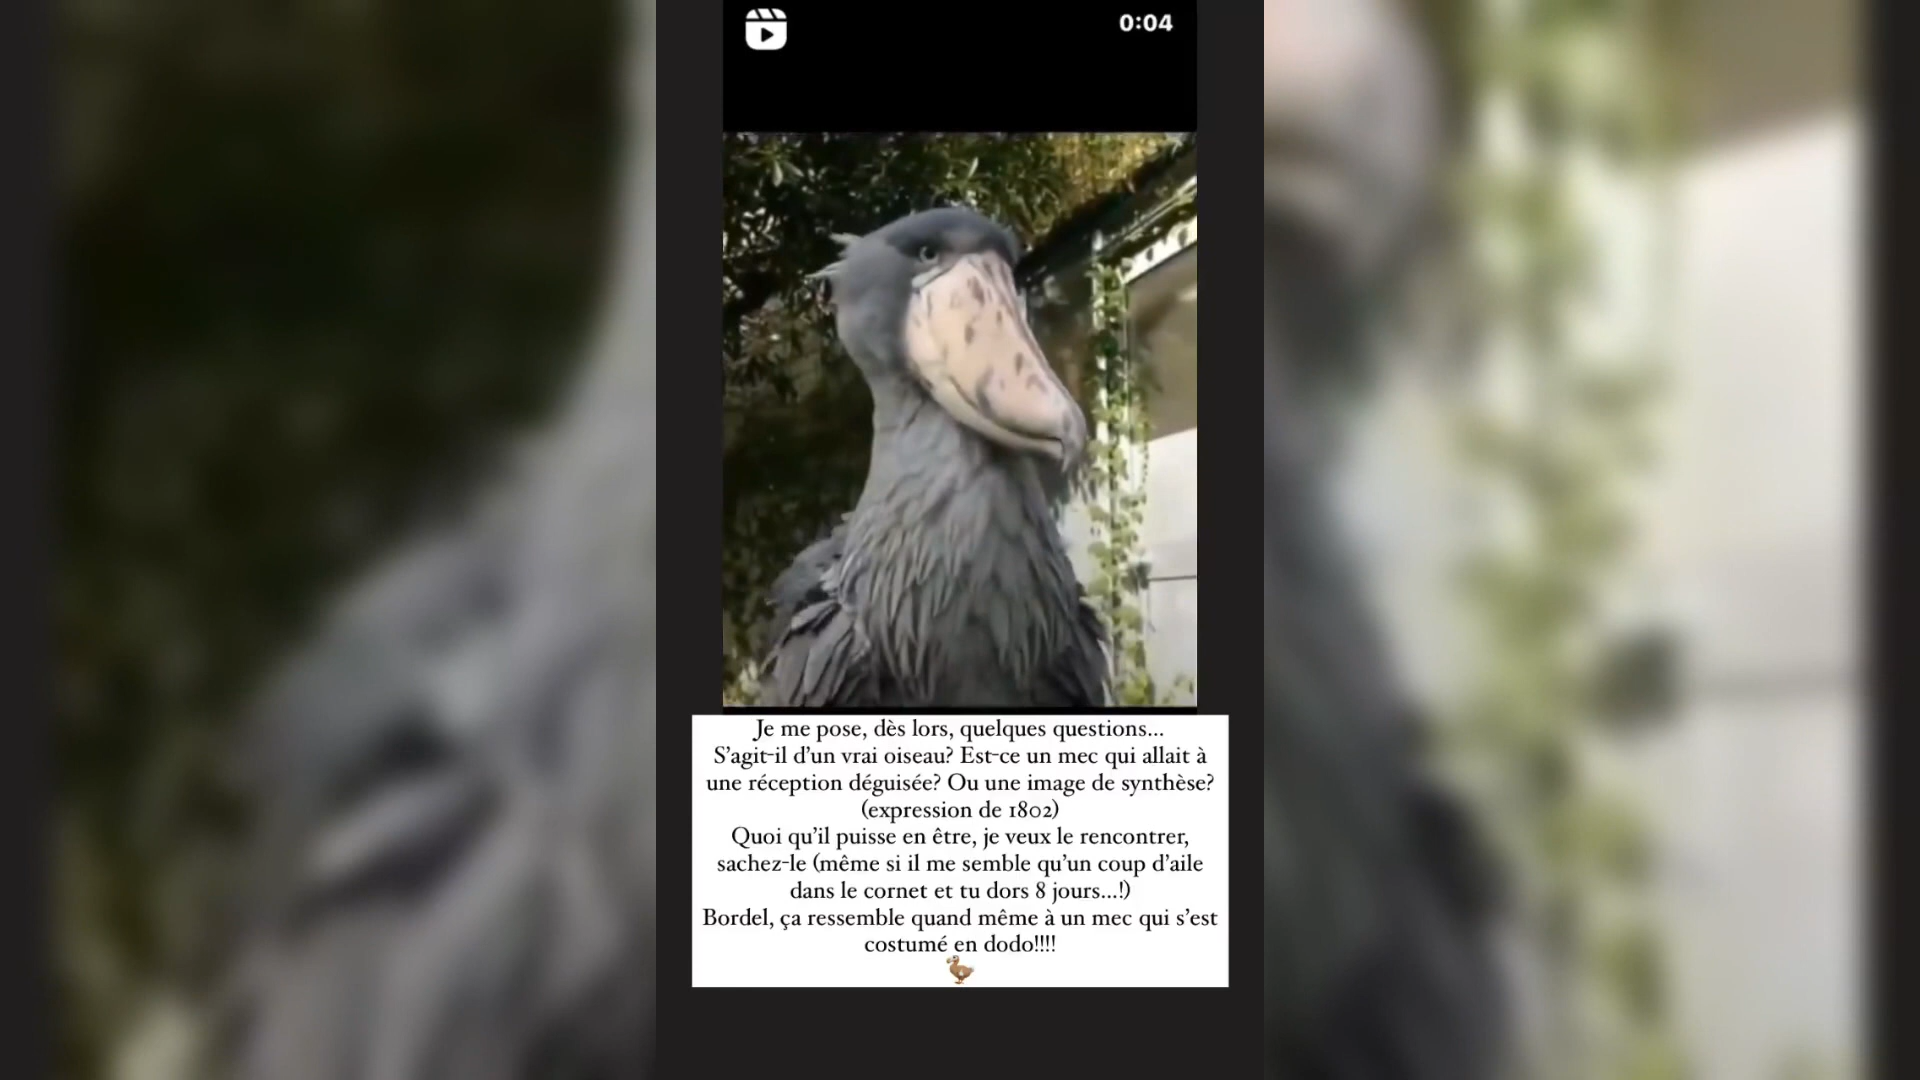 0:04
Je me pose, dès lors, quelques questions...
S'agit-il d'un vrai oiseau? Est-ce un mec qui allait à
une réception déguisée? Ou une image de synthèse?
(expression de 1802)
Quoi qu'il puisse en être, je veux le rencontrer,
sachez-le (même si il me semble qu'un coup d'aile
dans le cornet et tu dors 8 jours...!)
Bordel, ça ressemble quand même à un mec qui s'est
costumé en dodo!!!!
🦤